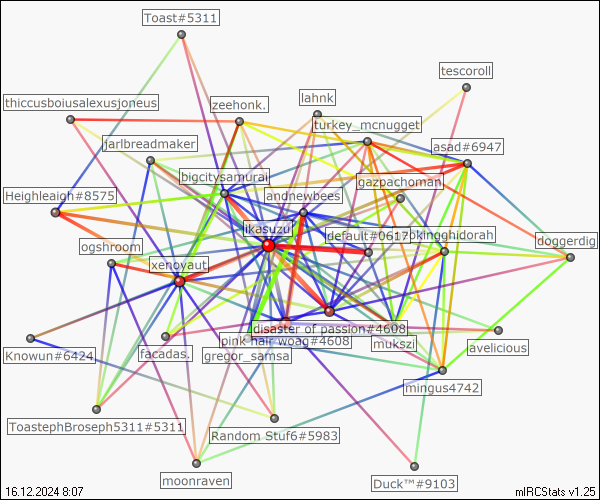 Toast#5311
tescoroll
thiccusboiusalexusjoneus
zeehonk.
lahnk
turkey_mcnugget
jarlbreadmaker
asad#6947
bigcitysamurai
gazpachoman
Heighleaigh#8575
andnewbees
ikasuzu
default#0617
okingghidorah
ogshroom
doggerdig
xenoyaut
disaster of passion#4608
Knowun#6424
facadas.
pink hair woag#4608
mukszi
avelicious
gregor_samsa
mingus4742
ToastephBroseph5311#5311
Random Stuf6#5983
moonraven
Duck™#9103
16.12.2024 8:07
mIRCStats v1.25